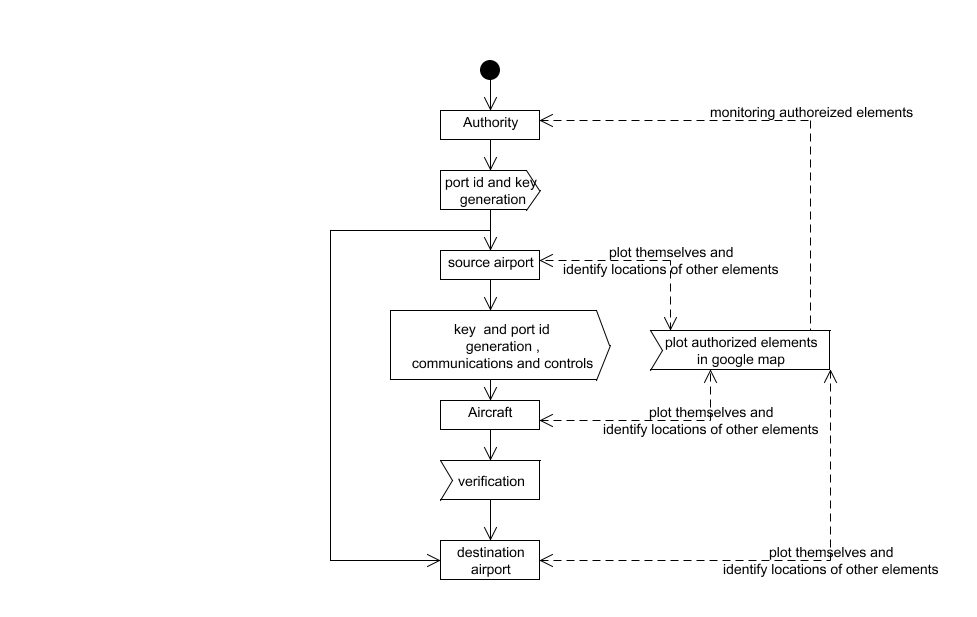 monitoring authoreized elements
Authority
port id and key
generation
plot themselves and
identify locations of other elements
source airport
key and port id
generation ,
communications and controls
plot authorized elements
in google map
Aircraft
plot themselves and
identify locations of other elements
verification
destination
airport
plot themselves and
identify locations of other elements